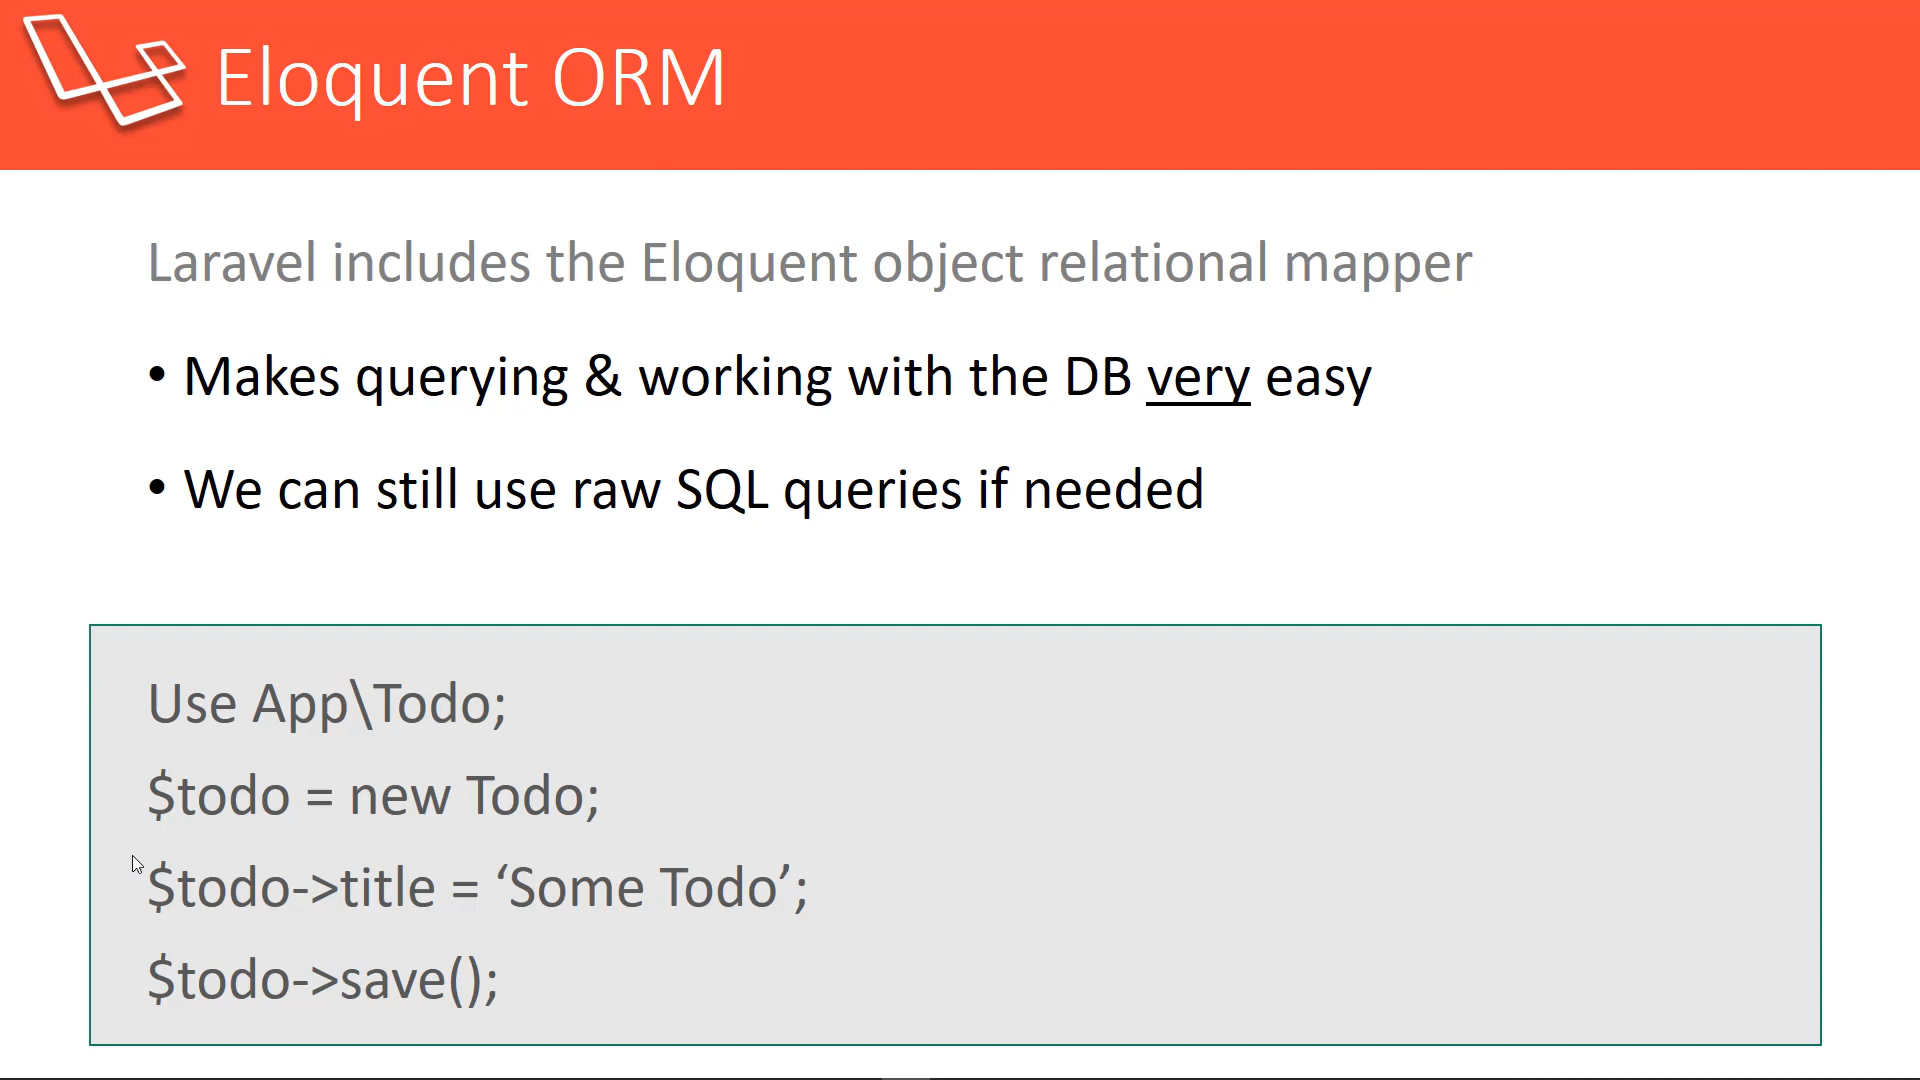 Eloquent ORM
Laravel includes the Eloquent object relational mapper
• Makes querying & working with the DB very easy
• We can still use raw SQL queries if needed
Use App\Todo;
$todo = new Todo;
$todo->title = ‘Some Todo’;
$todo->save();